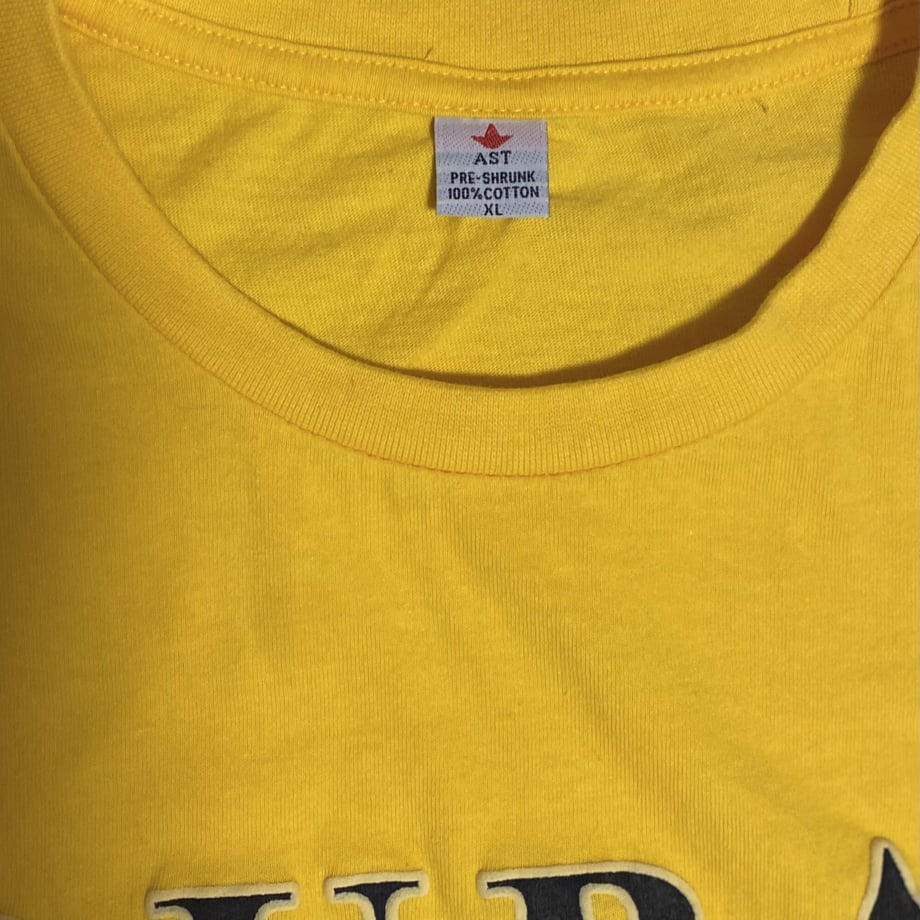 AST
PRE-SHRUNK
100%COTTON
XL